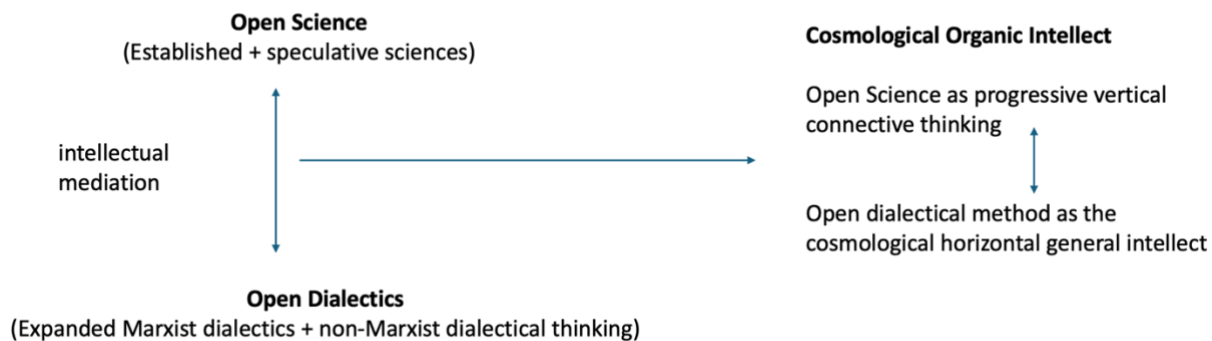 Open Science
(Established + speculative sciences)
intellectual
mediation
Open Dialectics
(Expanded Marxist dialectics + non-Marxist dialectical thinking)
Cosmological Organic Intellect
Open Science as progressive vertical
connective thinking
Open dialectical method as the
cosmological horizontal general intellect